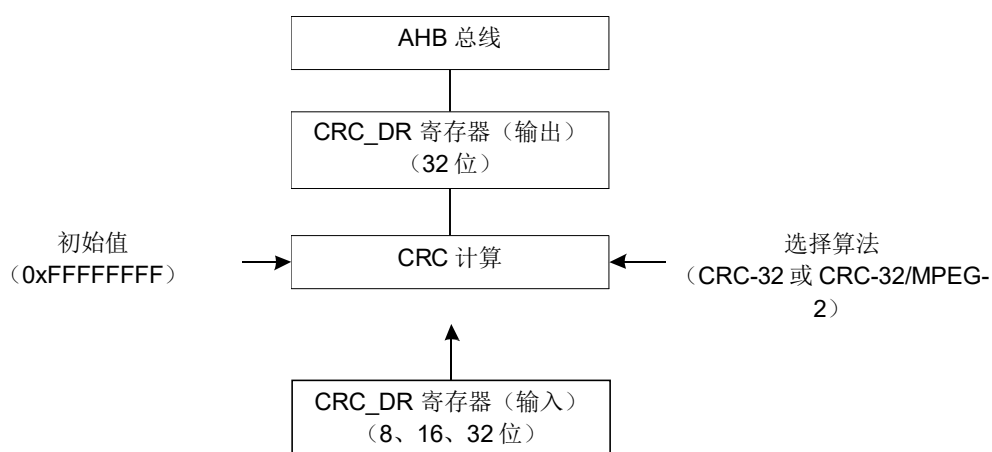 AHB 总线
CRC_DR 寄存器（输出）
（32 位）
初始值
（0xFFFFFFFF）
CRC 计算
选择算法
（CRC-32 或 CRC-32/MPEG-
2）
CRC_DR 寄存器（输入）
（8、16、32 位）